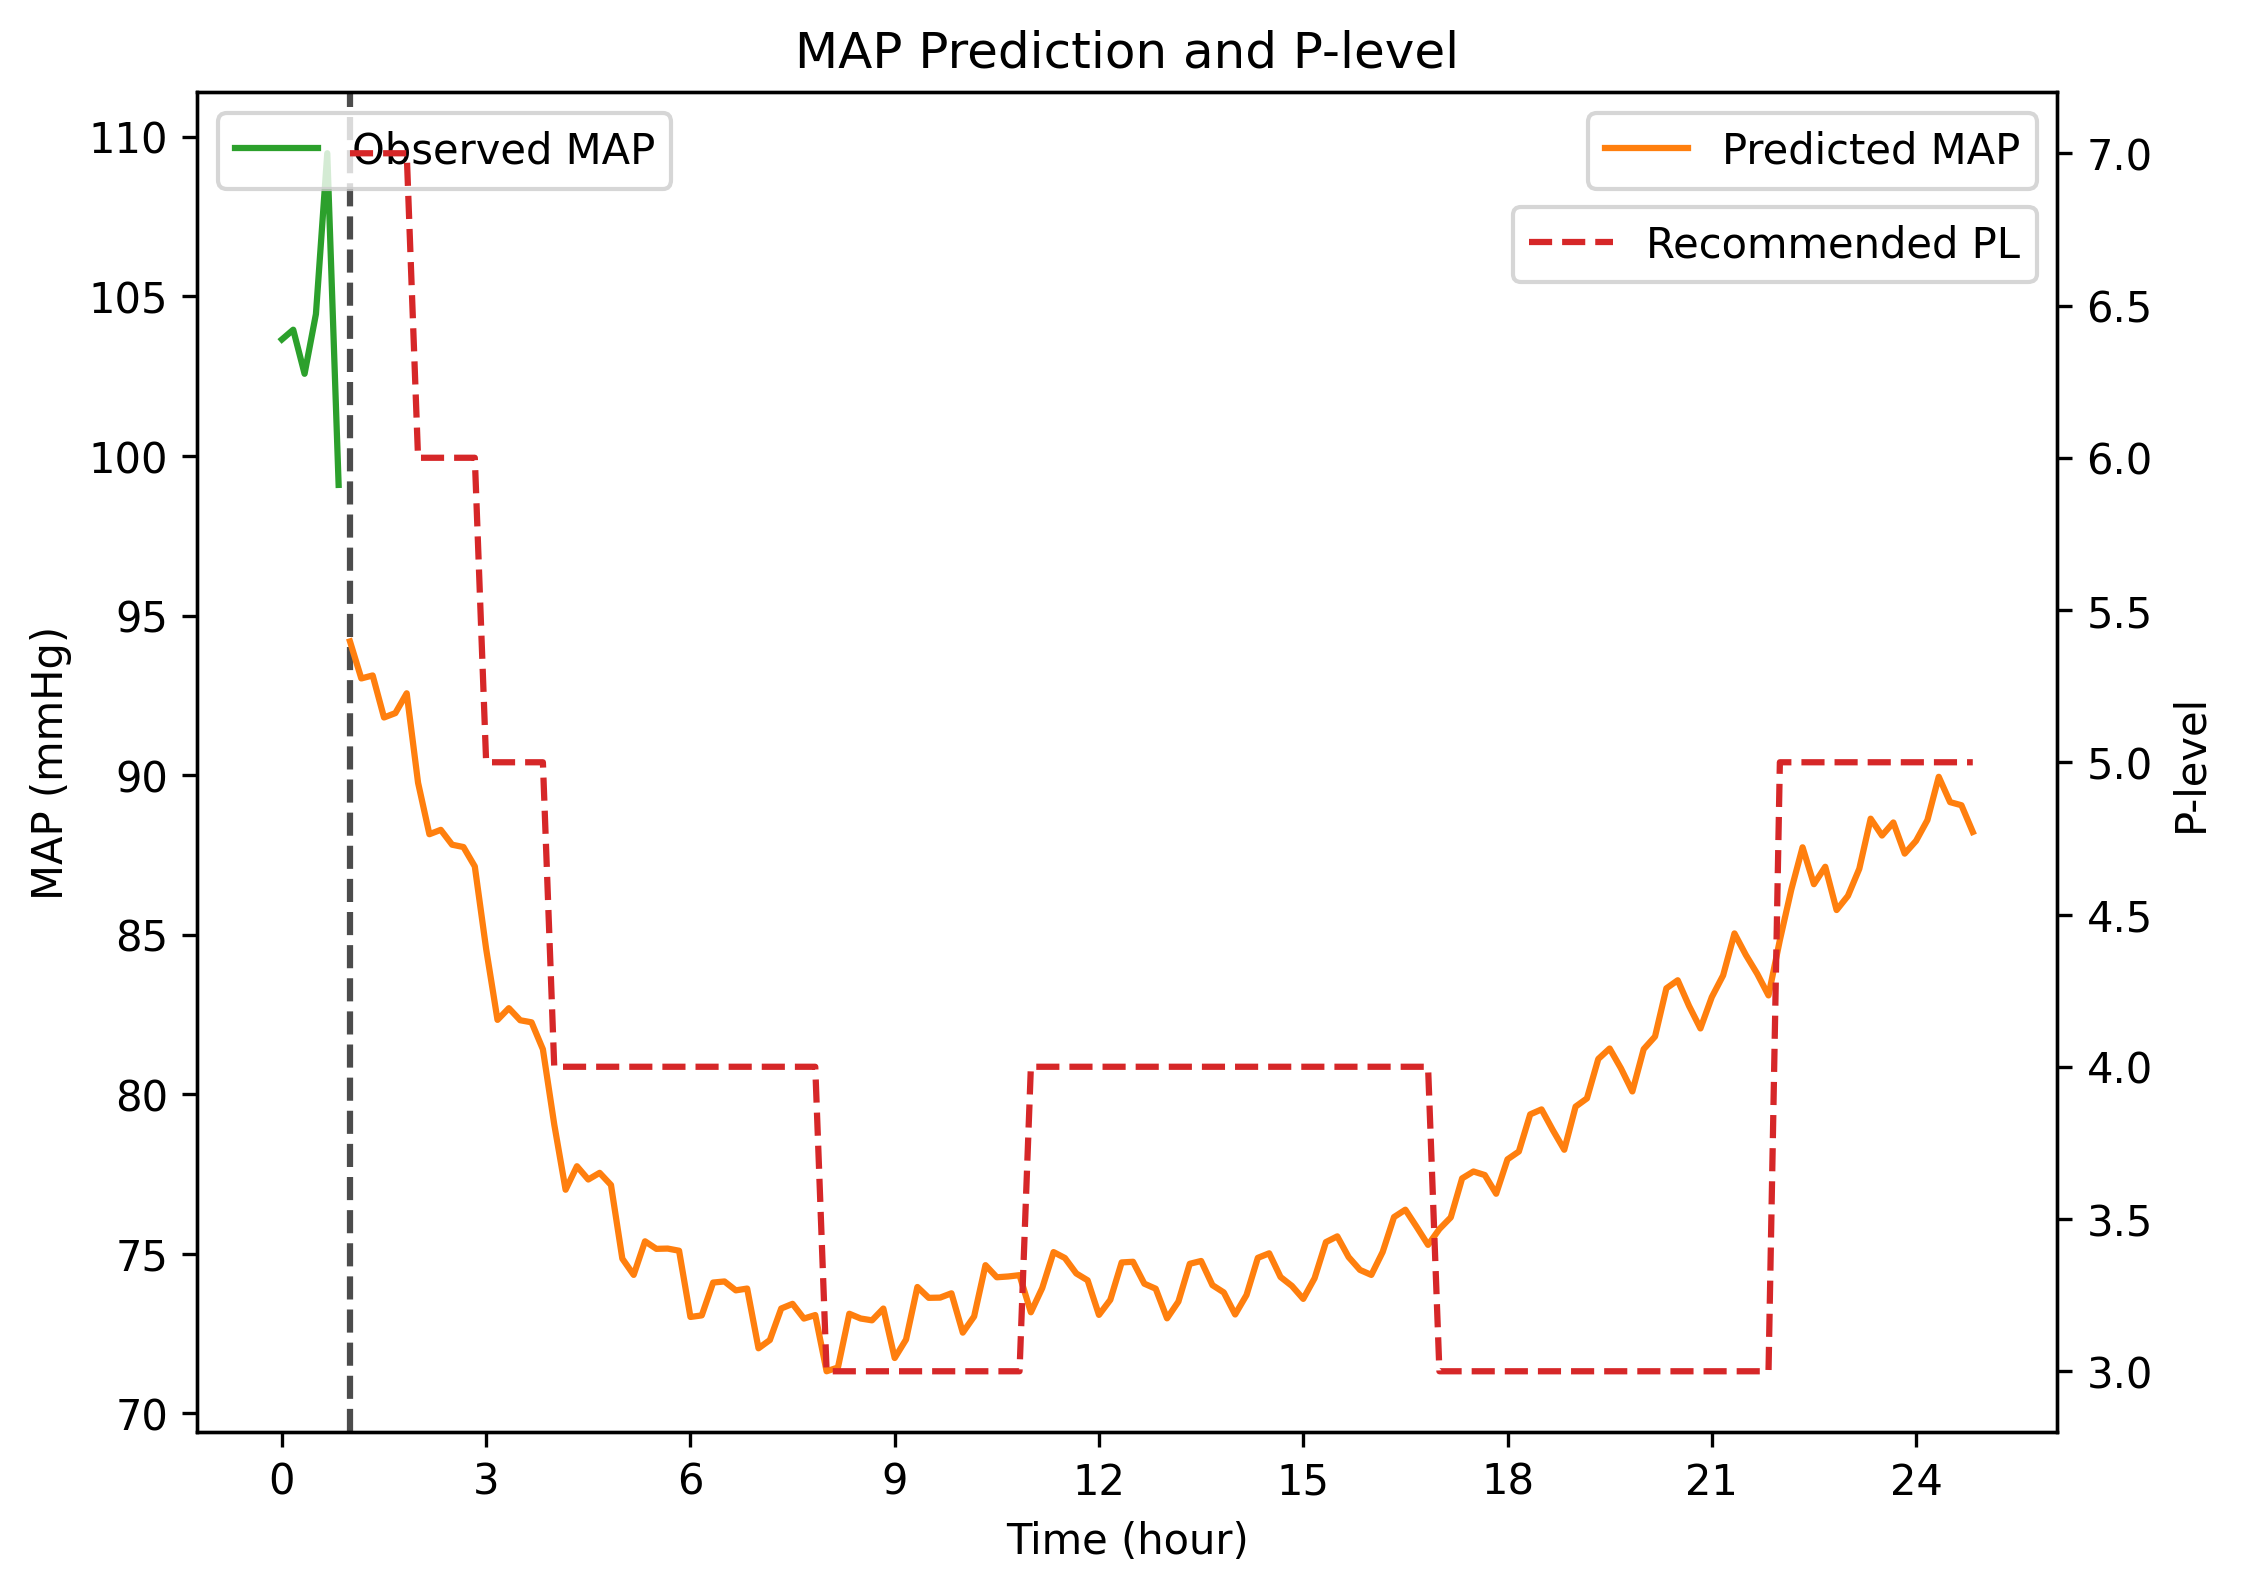 MAP Prediction and P-level
Observed MAP
Predicted MAP
Recommended PL
MAP (mmHg)
110
105
100
95
90
85
80
75
70
7.0
6.5
6.0
5.5
5.0
4.5
4.0
3.5
3.0
P-level
0 3 6 9 12 15 18 21 24
Time (hour)